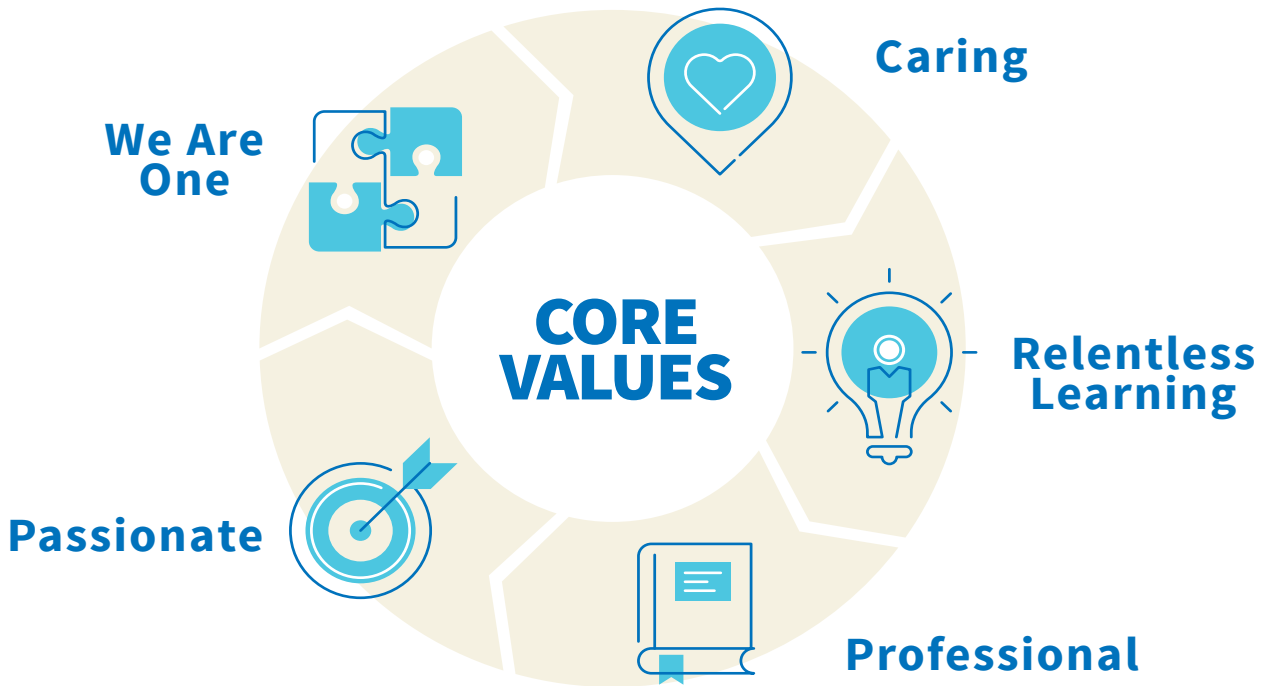 Caring
We Are
One
CORE
VALUES
Relentless
Learning
Passionate
Professional